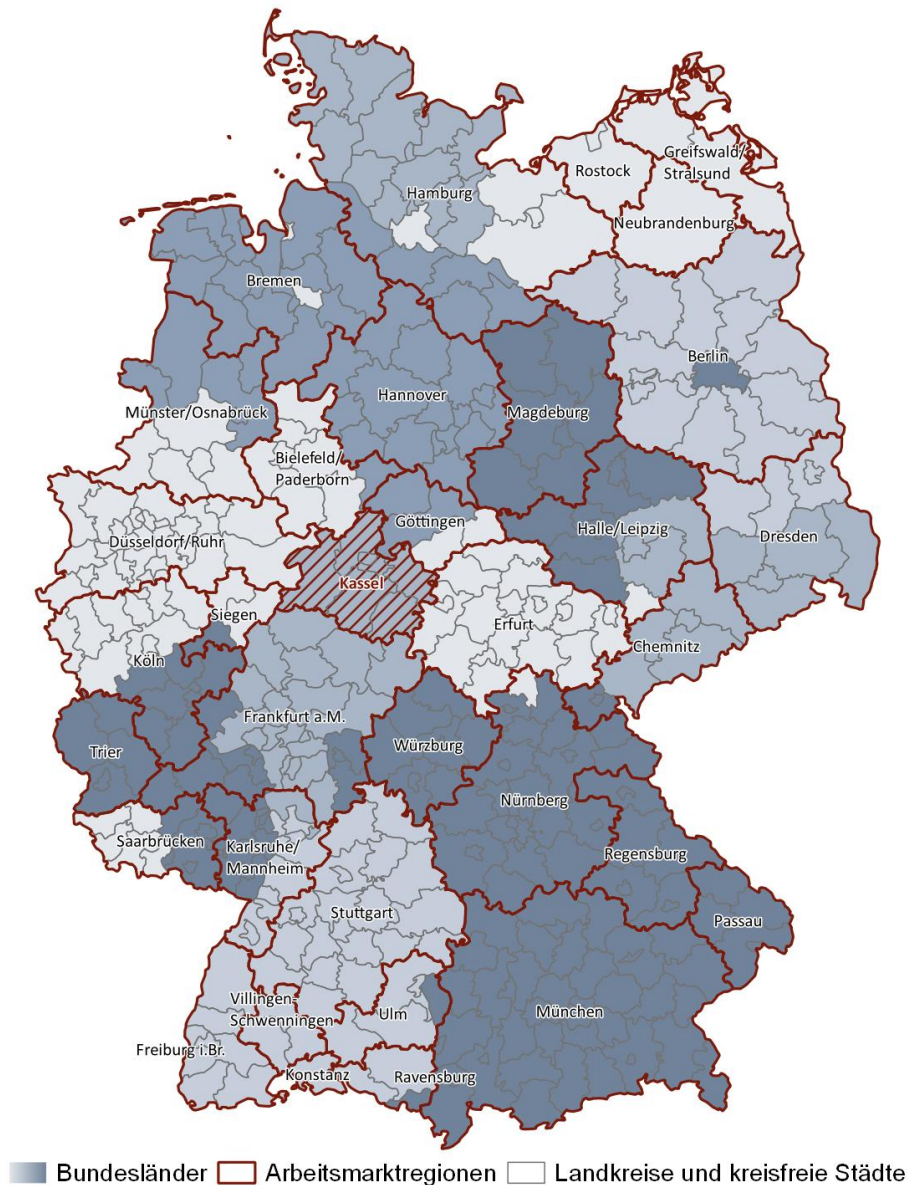 Greifswald/
Stralsund
Rostock
Hamburg
Neubrandenburg
Bremen
Berlin
Hannover
Münster/Osnabrück
Magdeburg
Bielefeld/
Paderborn
Göttingen
Halle/Leipzig
Dresden
Düsseldorf/Ruhr
Kassel
Siegen
Erfurt
Chemnitz
Köln
Frankfurt a.M.
Würzburg
Trier
Nürnberg
Saarbrücken
Karlsruhe/
Mannheim
Regensburg
Stuttgart
Passau
Villingen-
Schwenningen
Ulm
München
Freiburg i.Br.
Konstanz
Ravensburg
Bundesländer
Arbeitsmarktregionen
Landkreise und kreisfreie Städte